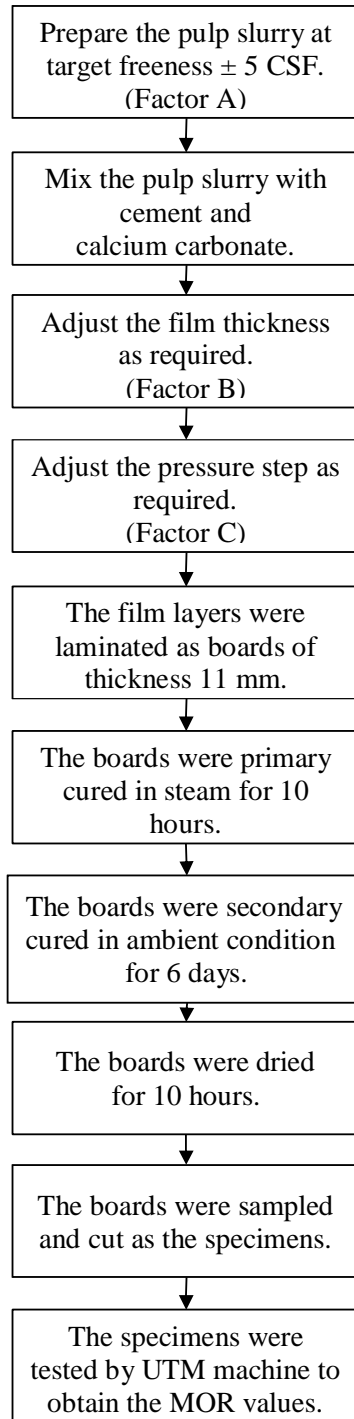 Prepare the pulp slurry at
target freeness ± 5 CSF.
(Factor A)
Mix the pulp slurry with
cement and
calcium carbonate.
Adjust the film thickness
as required.
(Factor B)
Adjust the pressure step as
required.
(Factor C)
The film layers were
laminated as boards of
thickness 11 mm.
The boards were primary
cured in steam for 10
hours.
The boards were secondary
cured in ambient condition
for 6 days.
The boards were dried
for 10 hours.
The boards were sampled
and cut as the specimens.
The specimens were
tested by UTM machine to
obtain the MOR values.